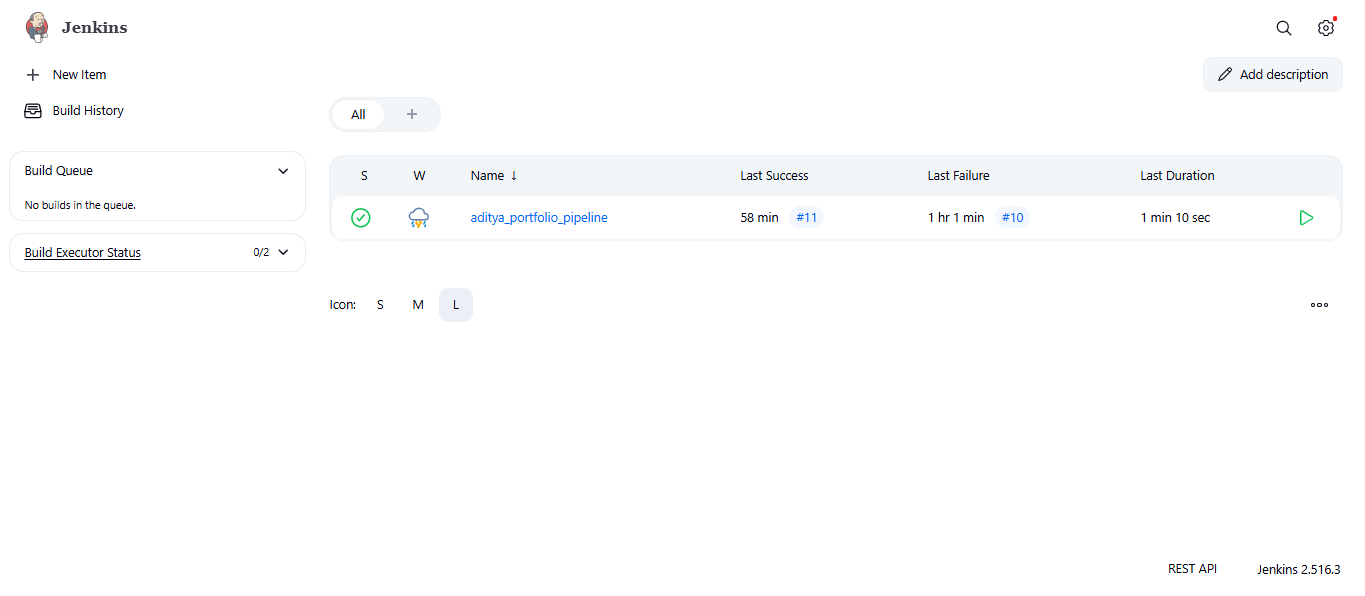 Jenkins
New Item
Build History
Add description
All
Build Queue
No builds in the queue.
Build Executor Status 0/2
S W Name ↓ Last Success Last Failure Last Duration
aditya_portfolio_pipeline 58 min #11 1 hr 1 min #10 1 min 10 sec
Icon: S M L
REST API Jenkins 2.516.3